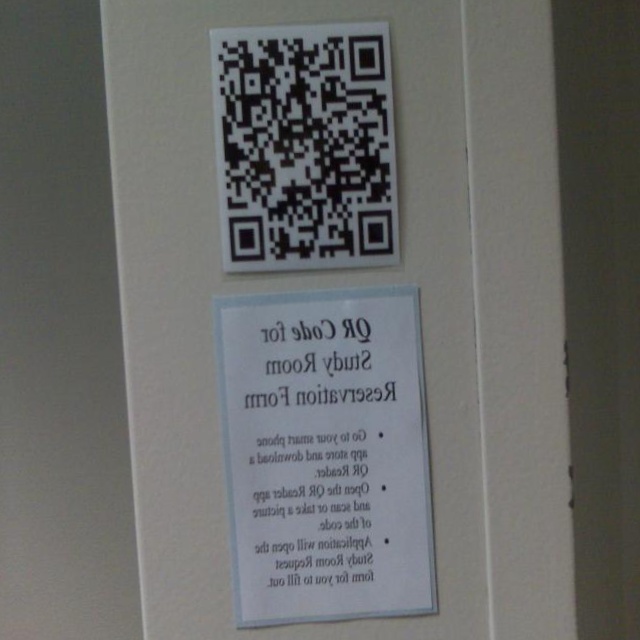 QR Code for
Study Room
Reservation Form
• Go to your smart phone
app store and download a
QR Reader.
• Open the QR Reader app
and scan or take a picture
of the code.
• Application will open the
Study Room Request
form for you to fill out.